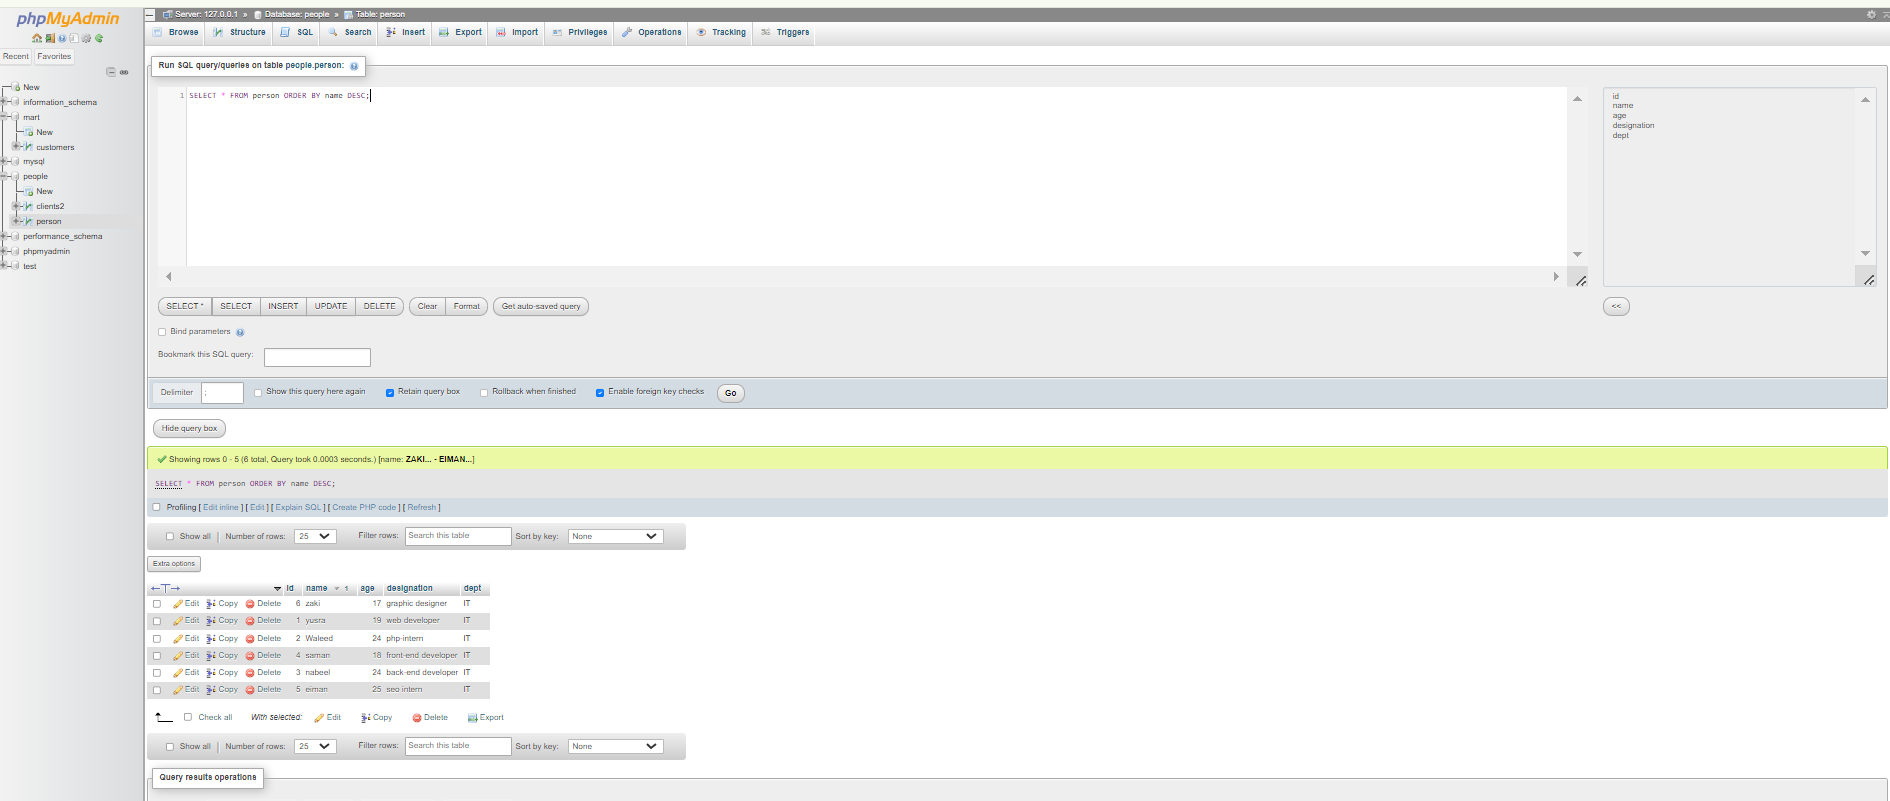 phpMyAdmin
Recent Favorites
New
information_schema
mart
New
customers
mysql
people
New
clients2
person
performance_schema
phpmyadmin
test
Server: 127.0.0.1 » Database: people » Table: person
Browse Structure SQL Search Insert Export Import Privileges Operations Tracking Triggers
Run SQL query/queries on table people.person:
1 SELECT * FROM person ORDER BY name DESC;
id
name
age
designation
dept
SELECT * SELECT INSERT UPDATE DELETE Clear Format Get auto-saved query <<
Bind parameters
Bookmark this SQL query:
Delimiter ; Show this query here again Retain query box Rollback when finished Enable foreign key checks Go
Hide query box
Showing rows 0 - 5 (6 total, Query took 0.0003 seconds.) [name: ZAKI... - EIMAN...]
SELECT * FROM person ORDER BY name DESC;
Profiling [ Edit inline ] [ Edit ] [ Explain SQL ] [ Create PHP code ] [ Refresh ]
Show all Number of rows: 25 Filter rows: Search this table Sort by key: None
Extra options
id name 1 age designation dept
Edit Copy Delete 6 zaki 17 graphic designer IT
Edit Copy Delete 1 yusra 19 web developer IT
Edit Copy Delete 2 Waleed 24 php-intern IT
Edit Copy Delete 4 saman 18 front-end developer IT
Edit Copy Delete 3 nabeel 24 back-end developer IT
Edit Copy Delete 5 eiman 25 seo intern IT
Check all With selected: Edit Copy Delete Export
Show all Number of rows: 25 Filter rows: Search this table Sort by key: None
Query results operations